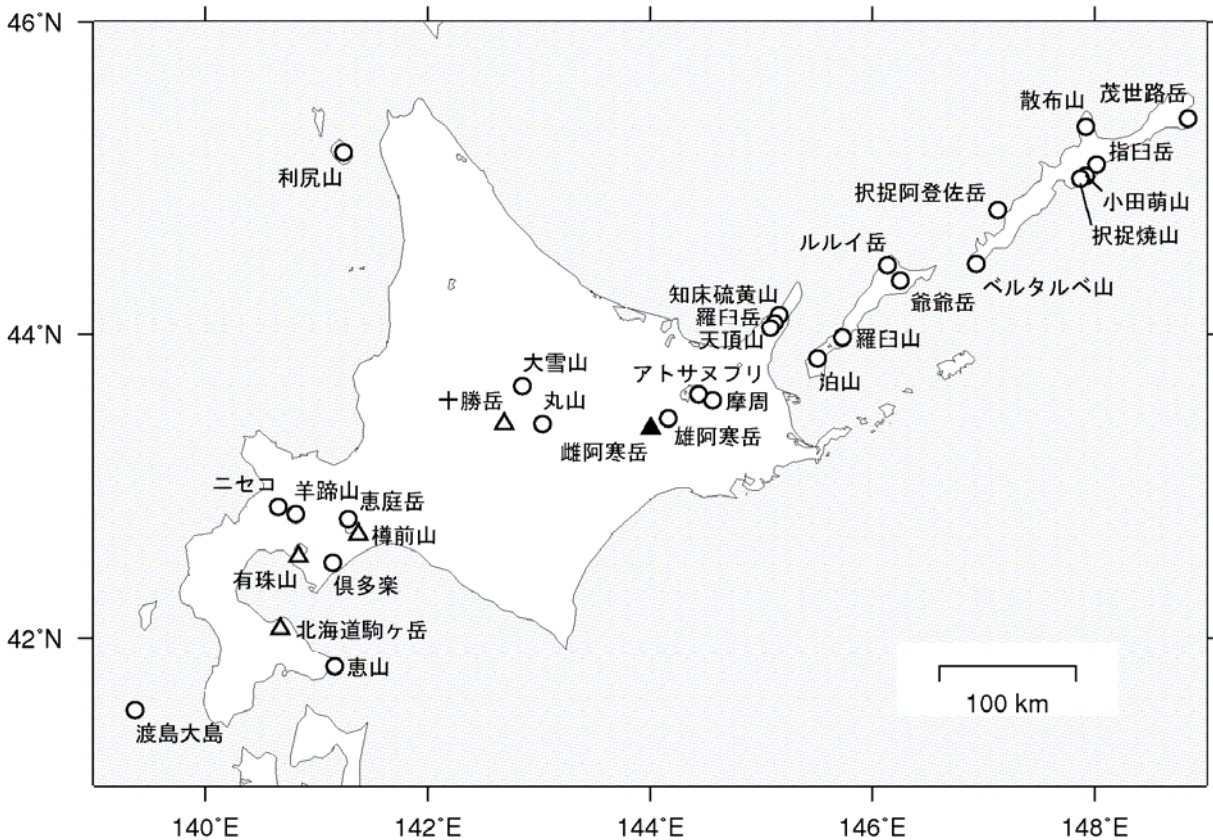 46°N
散布山
茂世路岳
指臼岳
利尻山
択捉阿登佐岳
小田萌山
択捉焼山
ルルイ岳
ベルタルベ山
知床硫黄山
爺爺岳
44°N
羅臼岳
天頂山
羅臼山
大雪山
アトサヌプリ
泊山
十勝岳
丸山
摩周
雌阿寒岳
雄阿寒岳
ニセコ
羊蹄山
恵庭岳
樽前山
有珠山
倶多楽
42°N
北海道駒ヶ岳
恵山
100 km
渡島大島
140°E
142°E
144°E
146°E
148°E